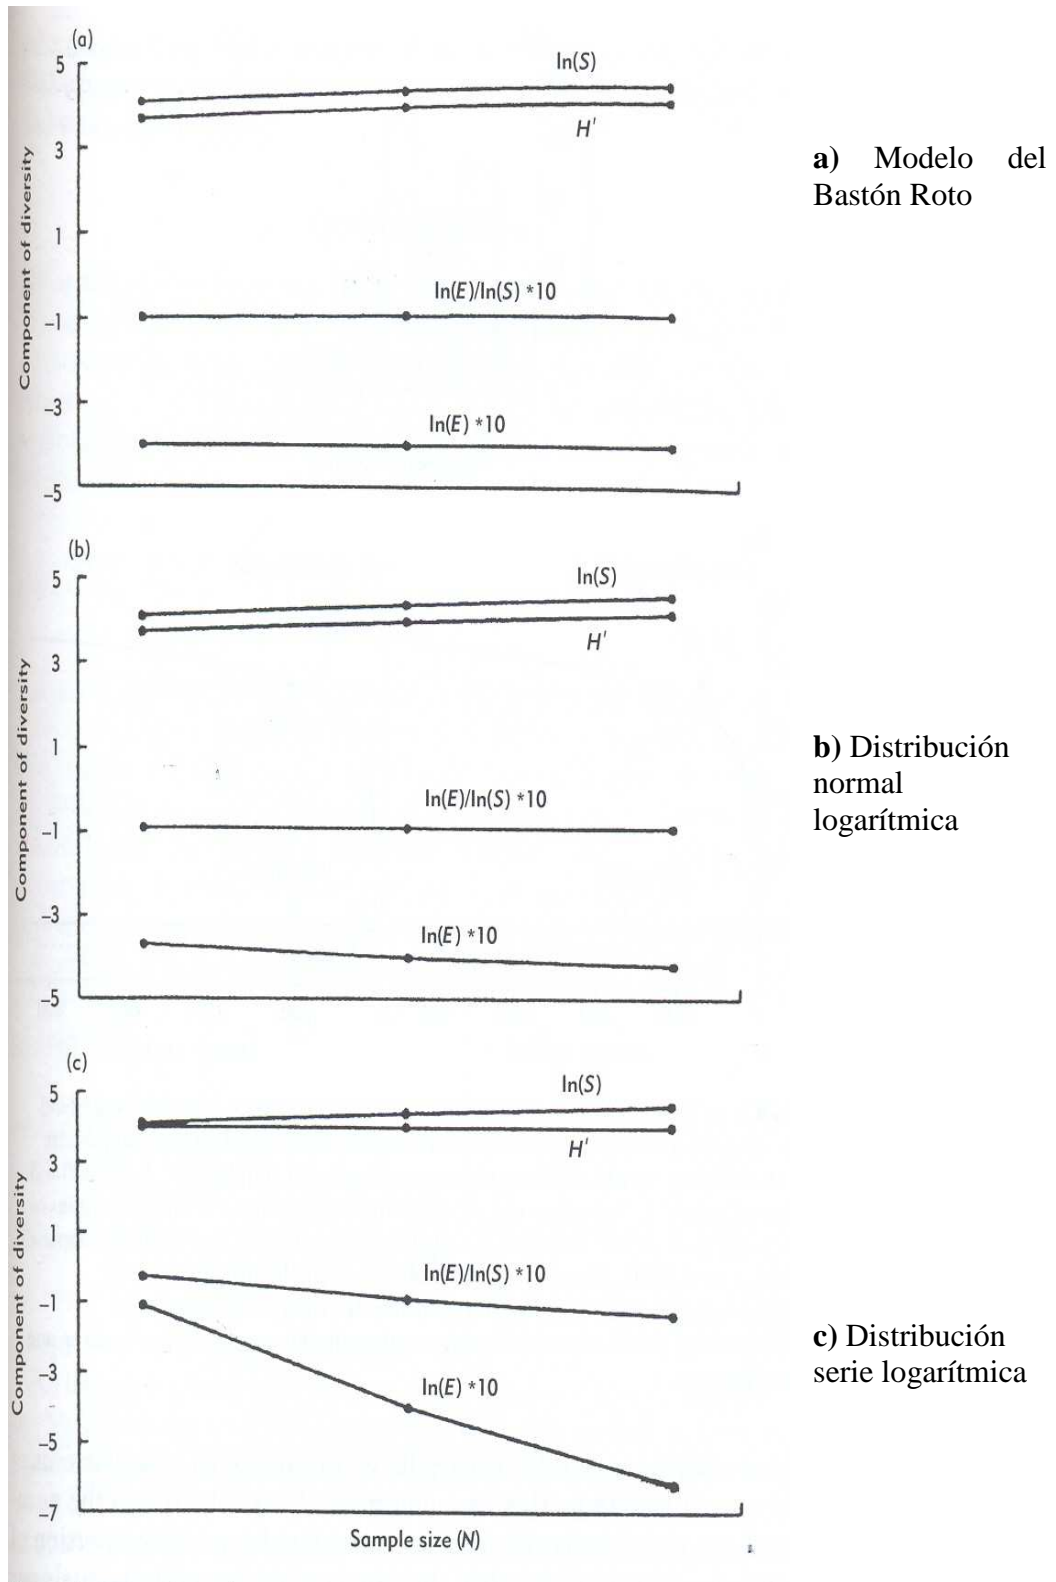 (a)
5
3
1
–1
–3
–5
Component of diversity
ln(S)
H'
ln(E)/ln(S) *10
ln(E) *10
a) Modelo del
Bastón Roto
(b)
5
3
1
–1
–3
–5
Component of diversity
ln(S)
H'
ln(E)/ln(S) *10
ln(E) *10
b) Distribución
normal
logarítmica
(c)
5
3
1
–1
–3
–5
–7
Component of diversity
ln(S)
H'
ln(E)/ln(S) *10
ln(E) *10
Sample size (N)
c) Distribución
serie logarítmica